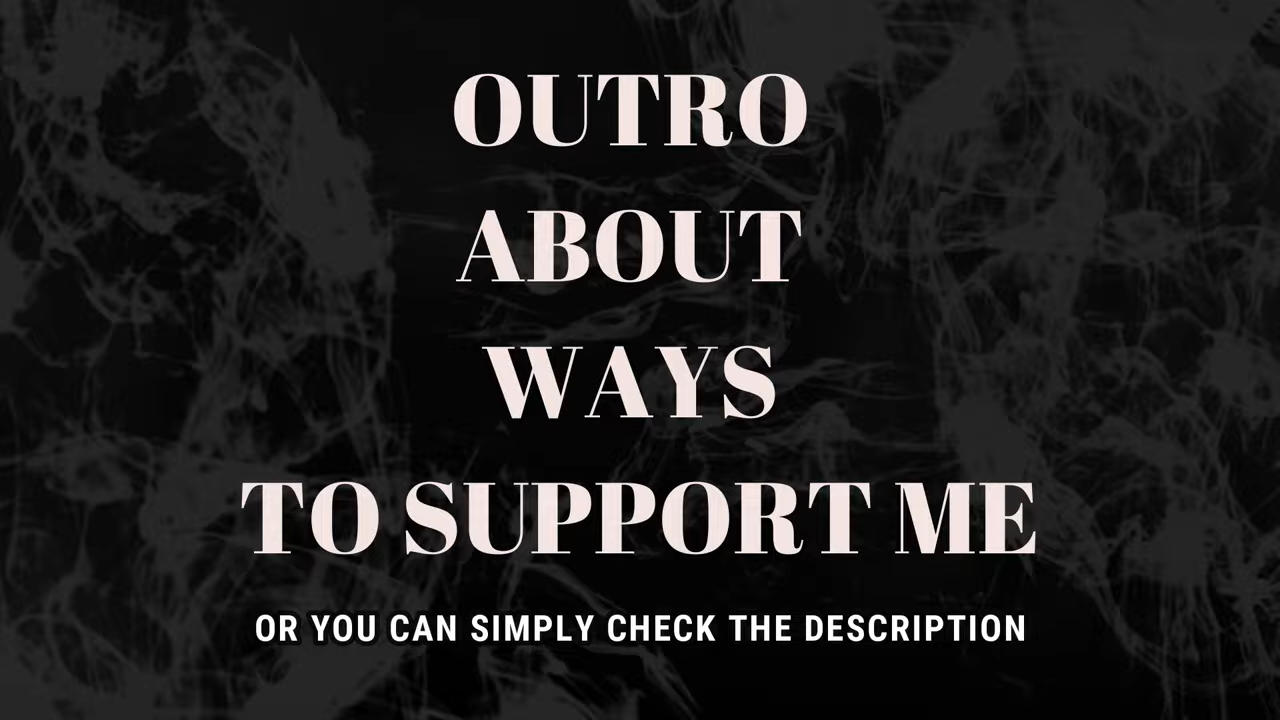 OUTRO
ABOUT
WAYS
TO SUPPORT ME
OR YOU CAN SIMPLY CHECK THE DESCRIPTION